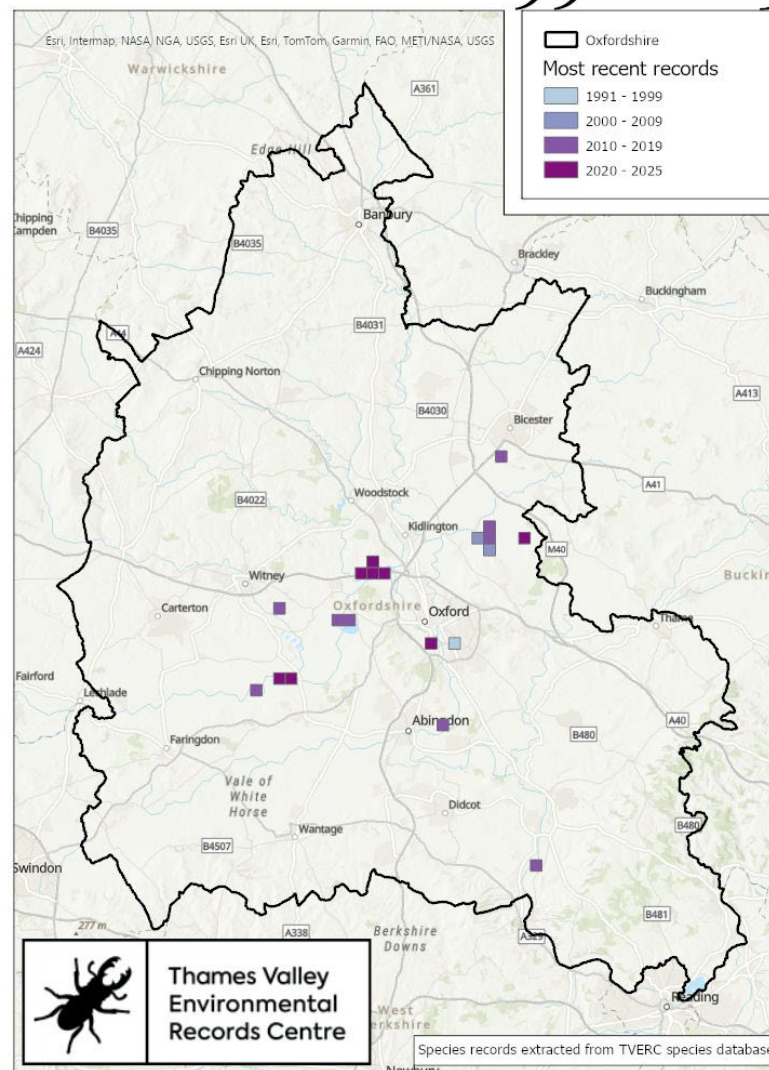 Esri, Intermap, NASA, NGA, USGS, Esri UK, Esri, TomTom, Garmin, FAO, METI/NASA, USGS
Oxfordshire
Most recent records
1991 - 1999
2000 - 2009
2010 - 2019
2020 - 2025
Warwickshire
A361
Edge Hill
Chipping
Campden
B4035
B4035
Banbury
Brackley
Buckingham
A44
A424
B4031
Chipping Norton
A413
B4030
Bicester
A41
B4022
Woodstock
Kidlington
M40
Witney
Oxfordshire
Carterton
Oxford
Thame
Fairford
Lechlade
A40
Faringdon
Abingdon
B480
Vale of
White
Horse
Didcot
B4507
Wantage
B480
Swindon
277 m
A338
Berkshire
Downs
A329
B481
Reading
West
Thames Valley
Environmental
Records Centre
Species records extracted from TVERC species database